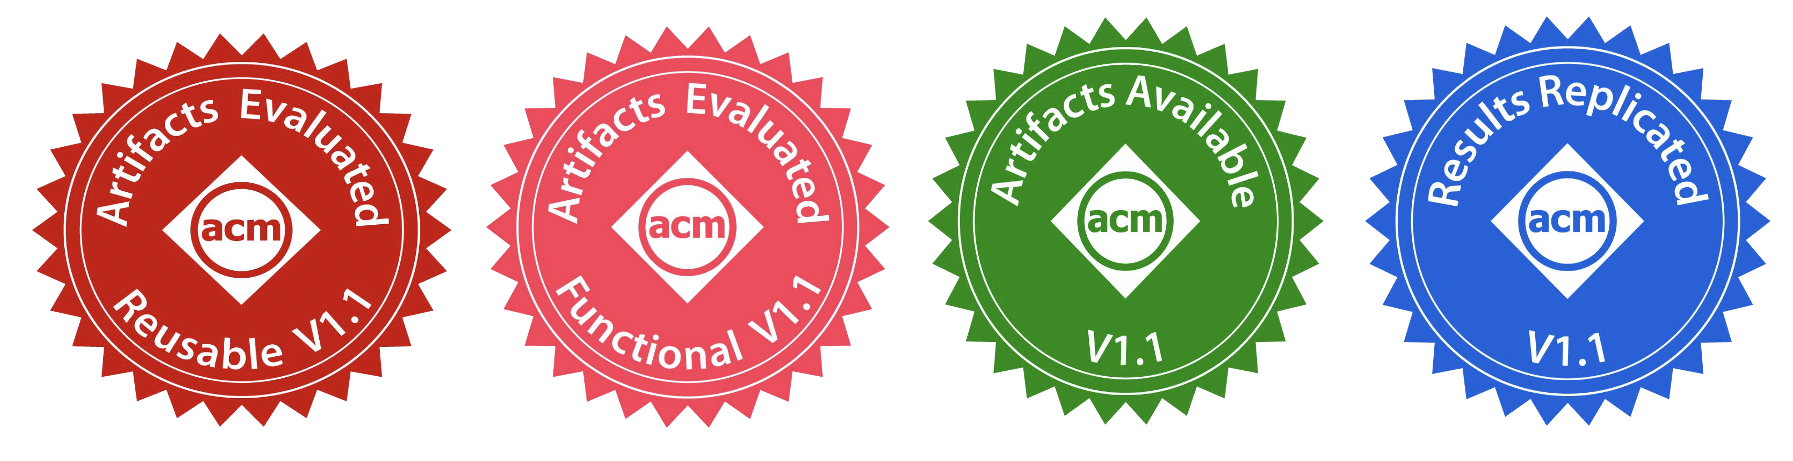 Artifacts Evaluated
acm
Reusable V1.1
Artifacts Evaluated
acm
Functional V1.1
Artifacts Available
acm
V1.1
Results Replicated
acm
V1.1